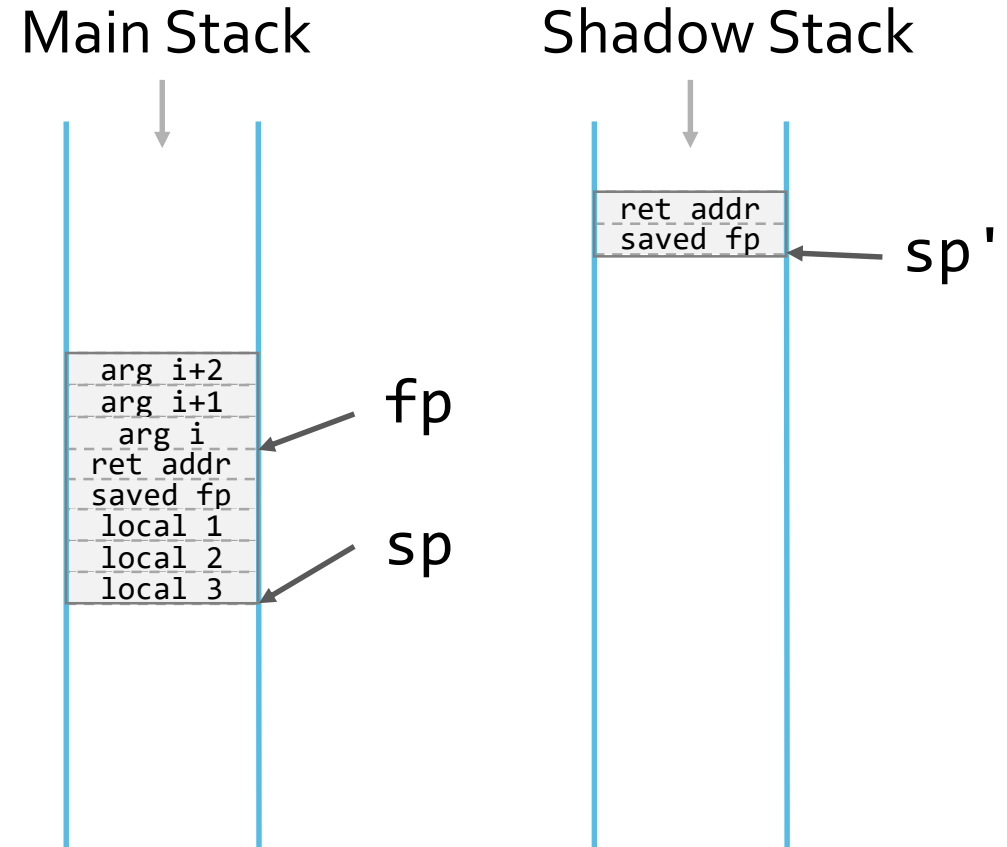 Main Stack
Shadow Stack
ret addr
saved fp
sp'
arg i+2
arg i+1
arg i
ret addr
saved fp
local 1
local 2
local 3
fp
sp